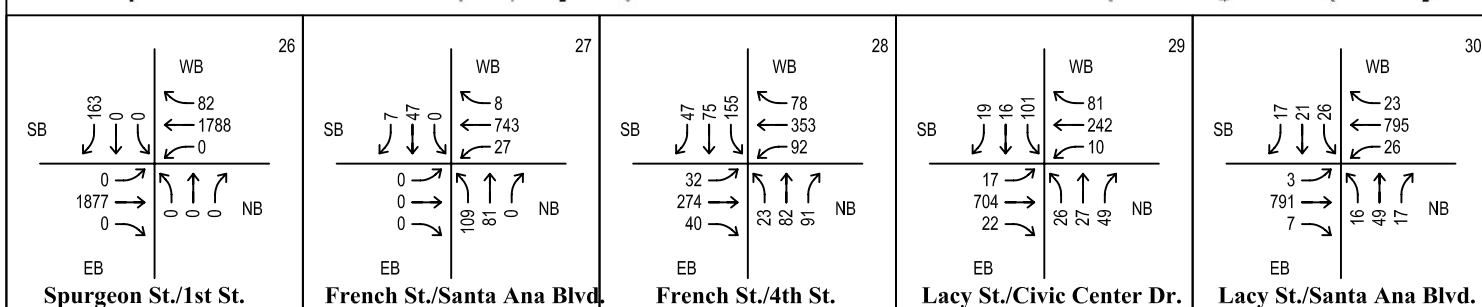 26
WB
SB
163 0 0
82
1788
0
0
1877
0
0 0 0
NB
EB
Spurgeon St./1st St.
27
WB
SB
7 47 0
8
743
27
0
0
0
109 81 0
NB
EB
French St./Santa Ana Blvd.
28
WB
SB
47 75 155
78
353
92
32
274
40
23 82 91
NB
EB
French St./4th St.
29
WB
SB
19 16 101
81
242
10
17
704
22
26 27 49
NB
EB
Lacy St./Civic Center Dr.
30
WB
SB
17 21 26
23
795
26
3
791
7
16 49 17
NB
EB
Lacy St./Santa Ana Blvd.